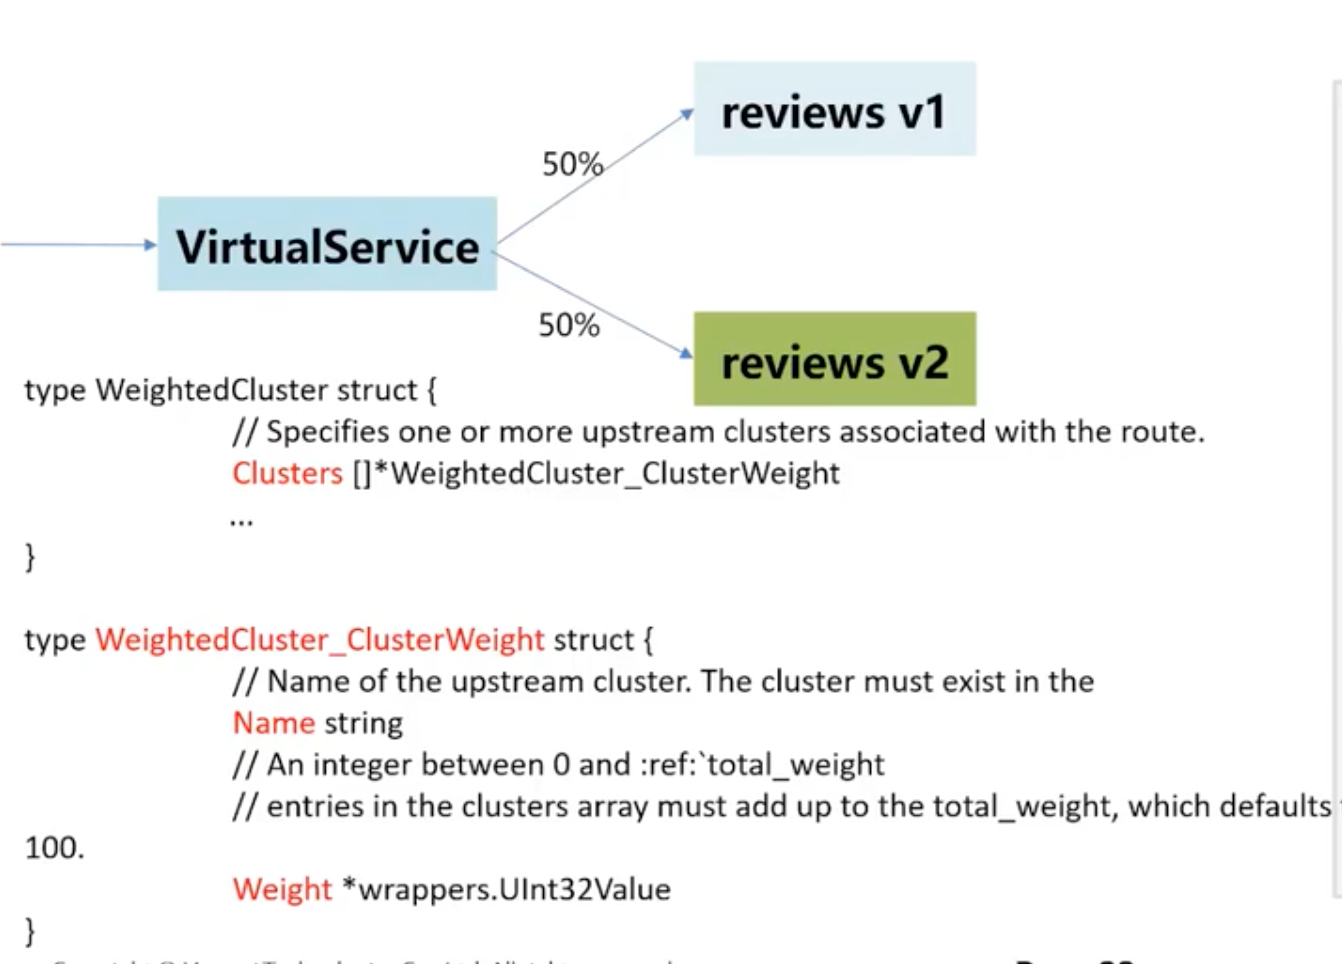 reviews v1
50%
VirtualService
50%
reviews v2
type WeightedCluster struct {
// Specifies one or more upstream clusters associated with the route.
Clusters []*WeightedCluster_ClusterWeight
...
}
type WeightedCluster_ClusterWeight struct {
// Name of the upstream cluster. The cluster must exist in the
Name string
// An integer between 0 and :ref:`total_weight
// entries in the clusters array must add up to the total_weight, which defaults
100.
Weight *wrappers.UInt32Value
}